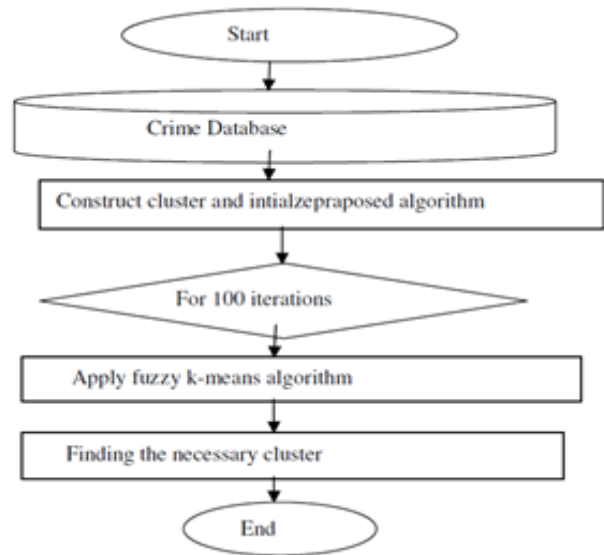 Start
Crime Database
Construct cluster and intialzepraposed algorithm
For 100 iterations
Apply fuzzy k-means algorithm
Finding the necessary cluster
End